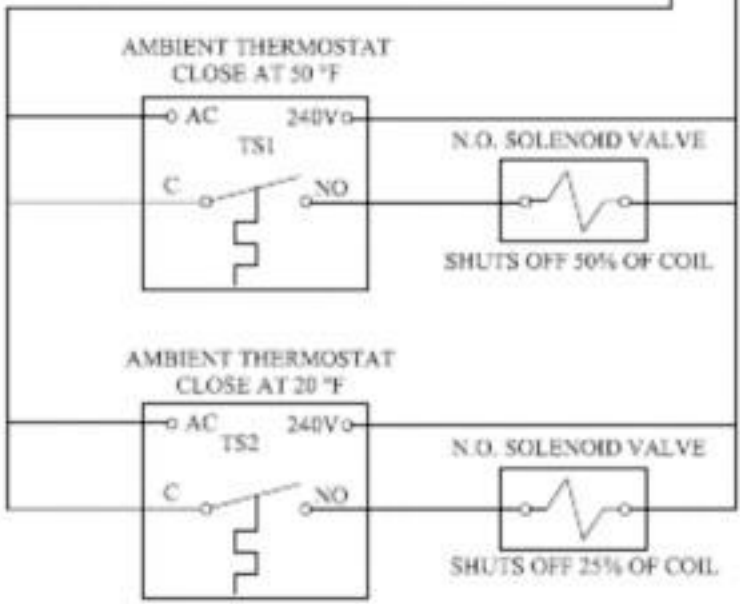 AMBIENT THERMOSTAT
CLOSE AT 50 °F
AC 240V
TS1
C NO
N.O. SOLENOID VALVE
SHUTS OFF 50% OF COIL
AMBIENT THERMOSTAT
CLOSE AT 20 °F
AC 240V
TS2
C NO
N.O. SOLENOID VALVE
SHUTS OFF 25% OF COIL